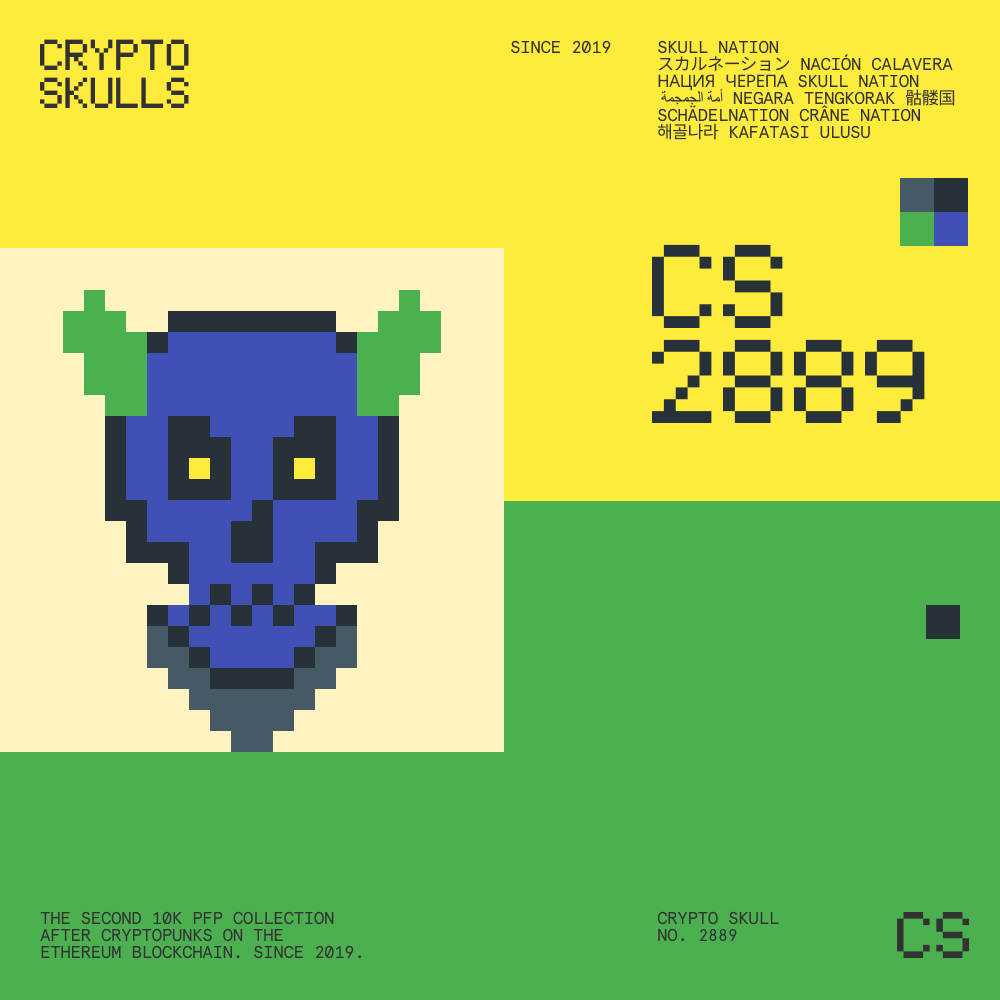 CRYPTO
SKULLS
SINCE 2019
SKULL NATION
スカルネーション NACIÓN CALAVERA
НАЦИЯ ЧЕРЕПА SKULL NATION
أمة الجمجمة NEGARA TENGKORAK 骷髅国
SCHÄDELNATION CRÂNE NATION
해골나라 KAFATASI ULUSU
CS
2889
THE SECOND 10K PFP COLLECTION
AFTER CRYPTOPUNKS ON THE
ETHEREUM BLOCKCHAIN. SINCE 2019.
CRYPTO SKULL
NO. 2889
CS